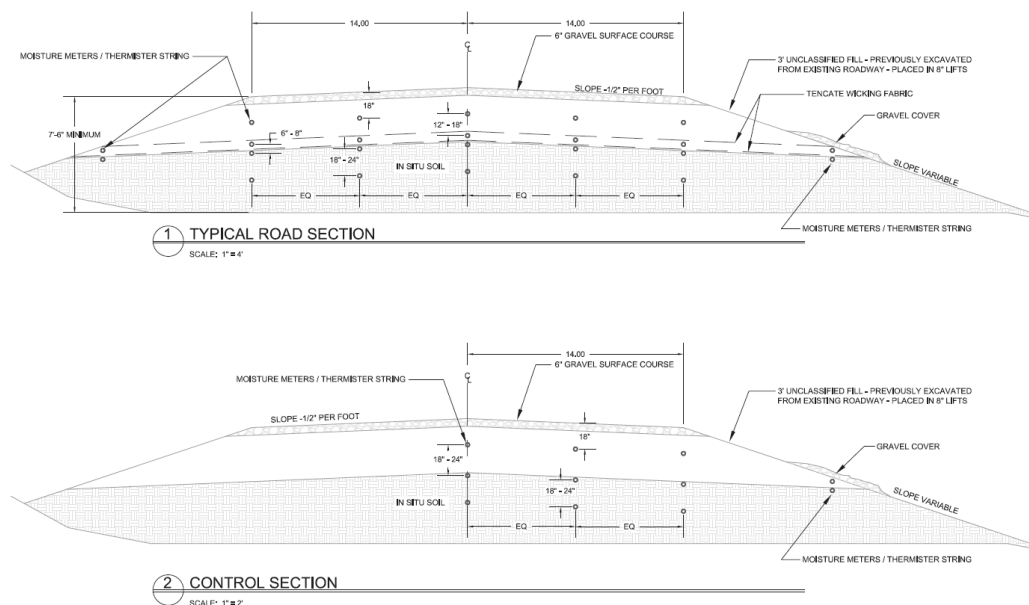 14.00
14.00
6" GRAVEL SURFACE COURSE
MOISTURE METERS / THERMISTER STRING
℄
3' UNCLASSIFIED FILL - PREVIOUSLY EXCAVATED
FROM EXISTING ROADWAY - PLACED IN 8" LIFTS
SLOPE -1/2" PER FOOT
TENCATE WICKING FABRIC
18"
7'-6" MINIMUM
6" - 8"
12" - 18"
GRAVEL COVER
18" - 24"
IN SITU SOIL
SLOPE VARIABLE
EQ
EQ
EQ
EQ
MOISTURE METERS / THERMISTER STRING
1 TYPICAL ROAD SECTION
SCALE: 1" = 4'
14.00
6" GRAVEL SURFACE COURSE
MOISTURE METERS / THERMISTER STRING
℄
3' UNCLASSIFIED FILL - PREVIOUSLY EXCAVATED
FROM EXISTING ROADWAY - PLACED IN 8" LIFTS
SLOPE -1/2" PER FOOT
18"
GRAVEL COVER
18" - 24"
18" - 24"
IN SITU SOIL
SLOPE VARIABLE
EQ
EQ
MOISTURE METERS / THERMISTER STRING
2 CONTROL SECTION
SCALE: 1" = 2'